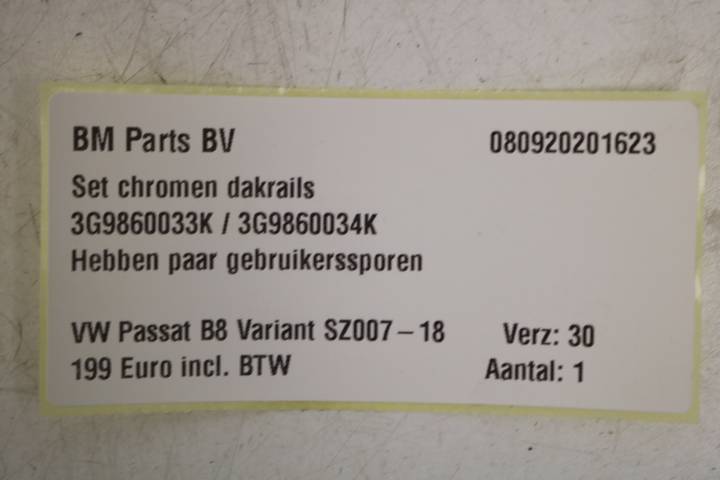 BM Parts BV 080920201623
Set chromen dakrails
3G9860033K / 3G9860034K
Hebben paar gebruikerssporen
VW Passat B8 Variant SZ007 – 18 Verz: 30
199 Euro incl. BTW Aantal: 1